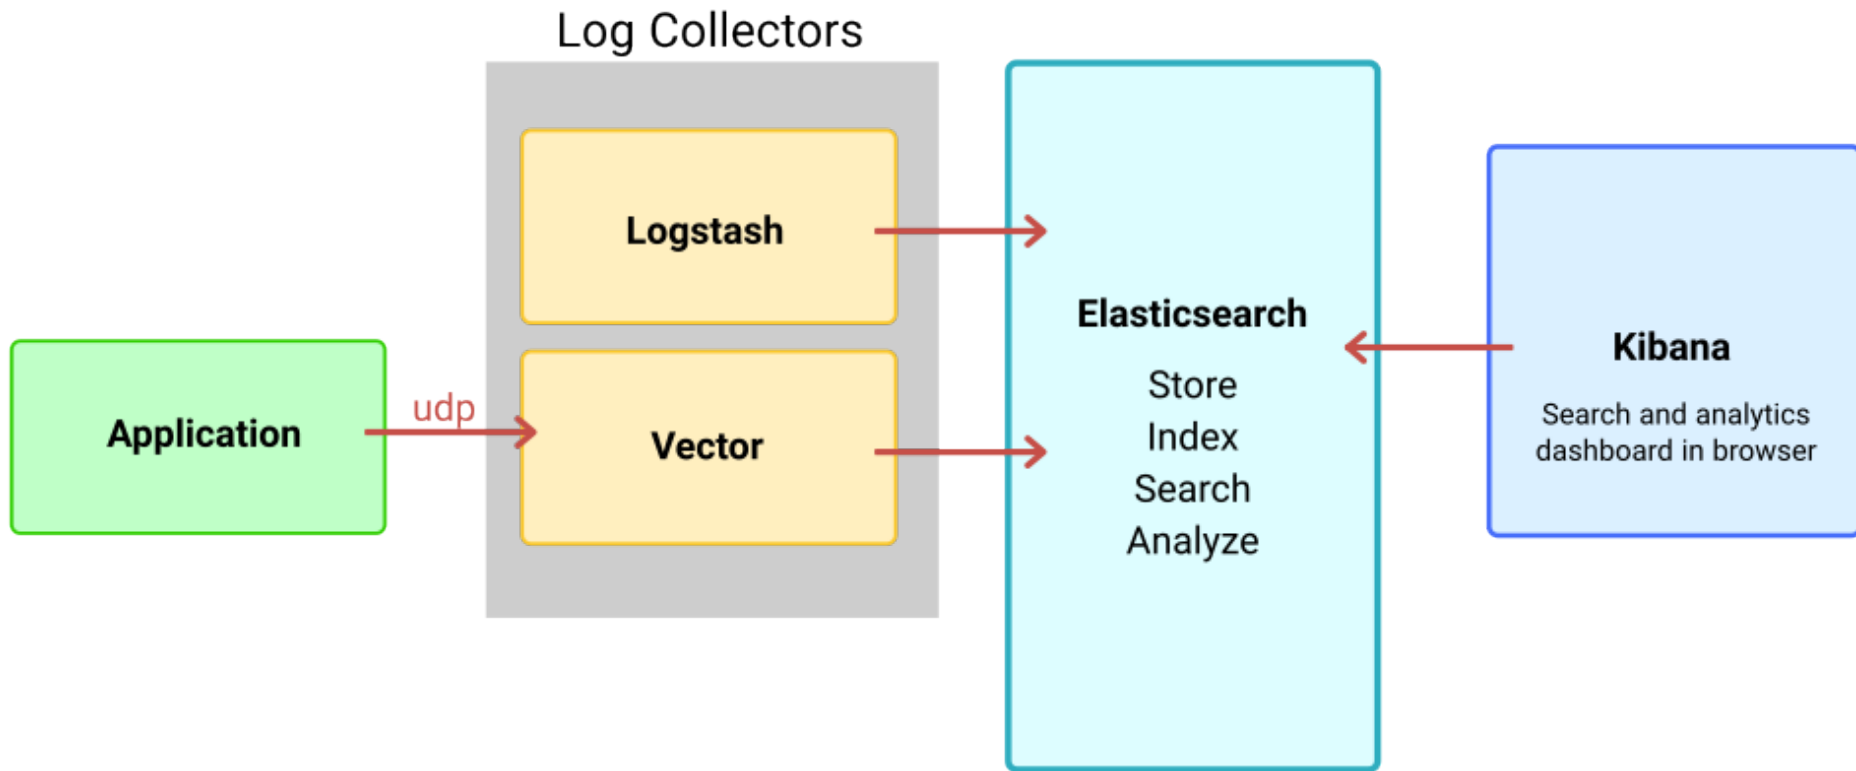 Log Collectors
Logstash
Application
udp
Vector
Elasticsearch
Store
Index
Search
Analyze
Kibana
Search and analytics
dashboard in browser